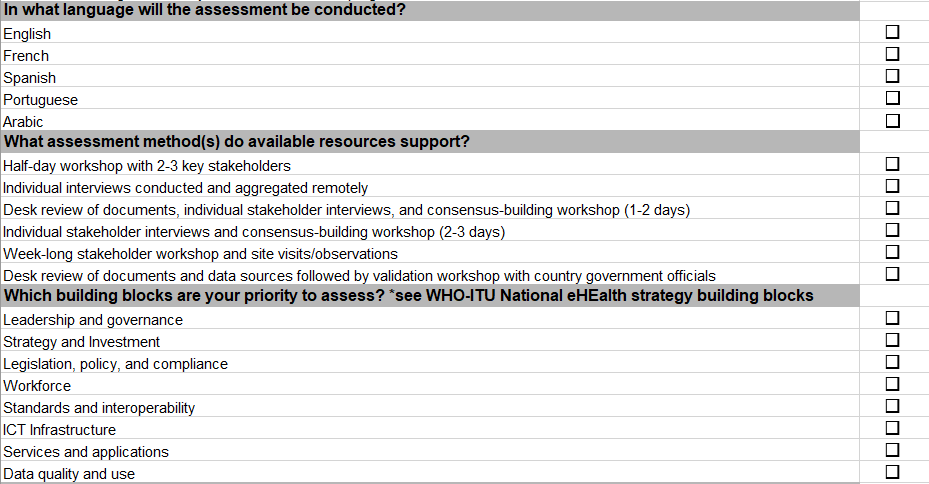 In what language will the assessment be conducted?
English
French
Spanish
Portuguese
Arabic
What assessment method(s) do available resources support?
Half-day workshop with 2-3 key stakeholders
Individual interviews conducted and aggregated remotely
Desk review of documents, individual stakeholder interviews, and consensus-building workshop (1-2 days)
Individual stakeholder interviews and consensus-building workshop (2-3 days)
Week-long stakeholder workshop and site visits/observations
Desk review of documents and data sources followed by validation workshop with country government officials
Which building blocks are your priority to assess? *see WHO-ITU National eHEalth strategy building blocks
Leadership and governance
Strategy and Investment
Legislation, policy, and compliance
Workforce
Standards and interoperability
ICT Infrastructure
Services and applications
Data quality and use